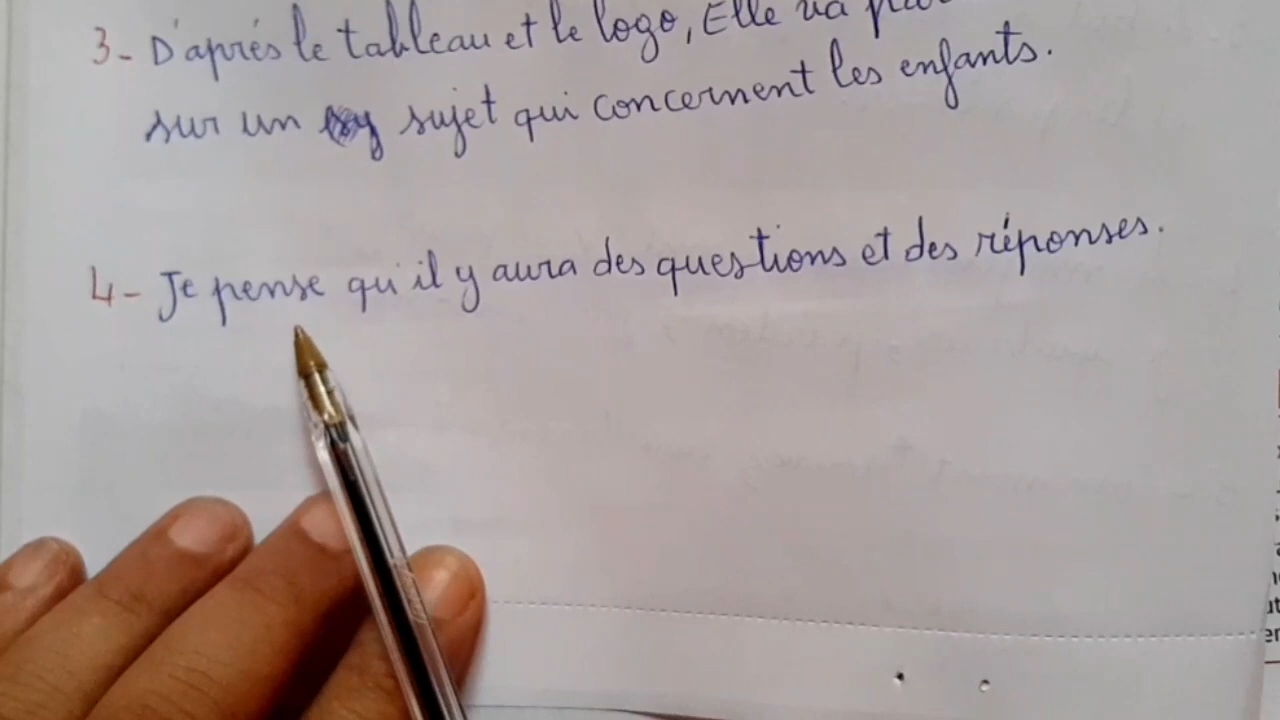 3- D'aprés le tableau et le logo, Elle va
sur un sujet qui concernent les enfants.
4- Je pense qu'il y aura des questions et des réponses.